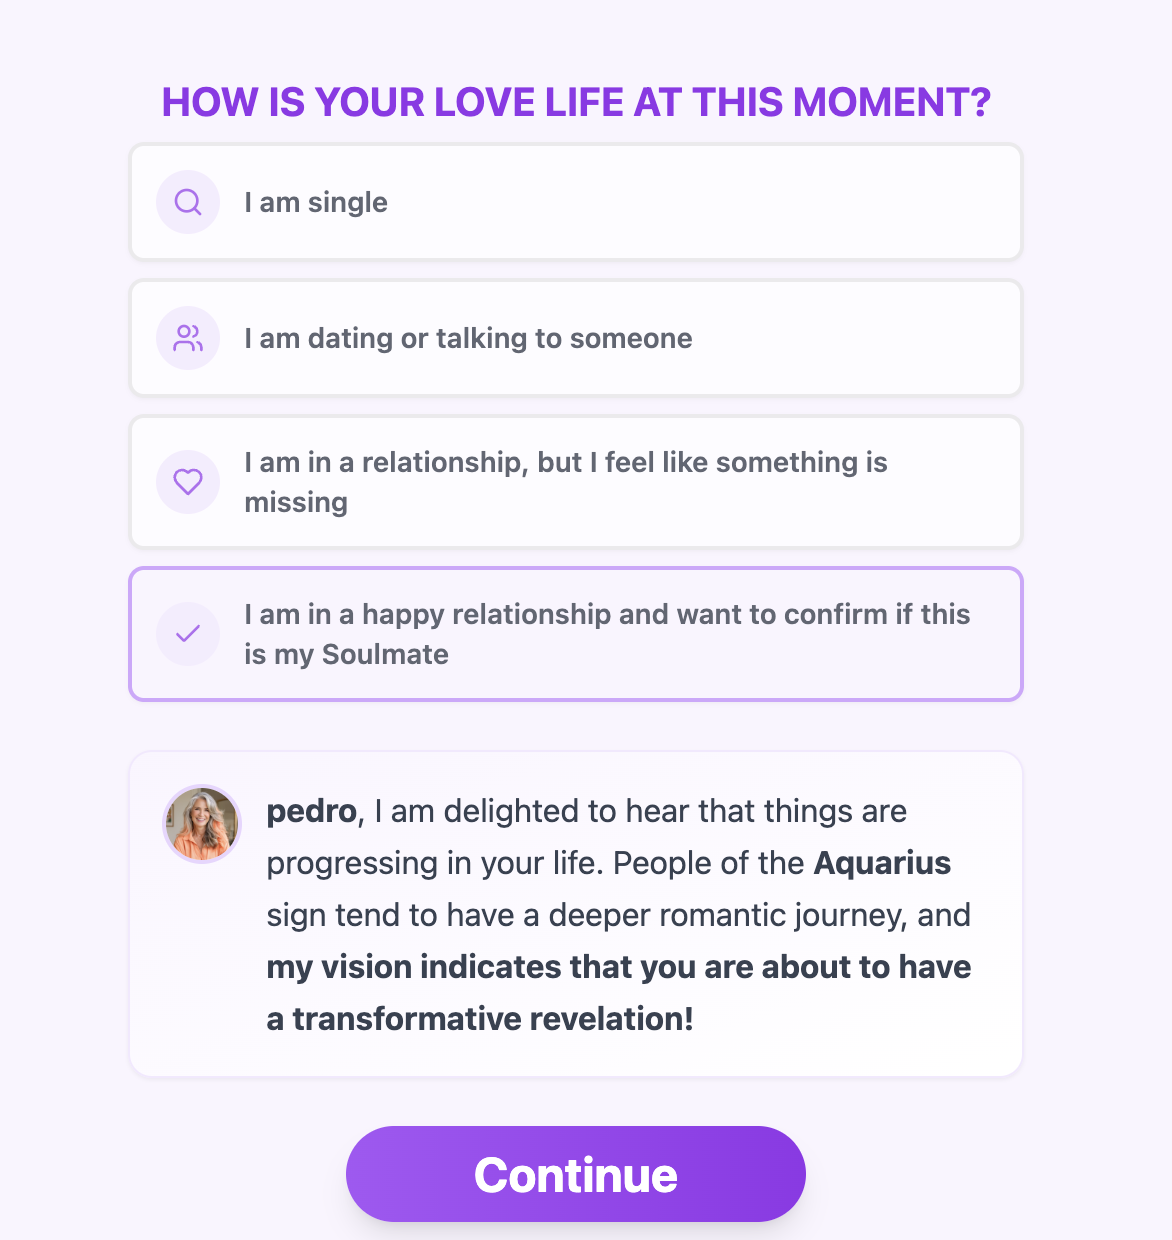 HOW IS YOUR LOVE LIFE AT THIS MOMENT?
I am single
I am dating or talking to someone
I am in a relationship, but I feel like something is
missing
I am in a happy relationship and want to confirm if this
is my Soulmate
pedro, I am delighted to hear that things are
progressing in your life. People of the Aquarius
sign tend to have a deeper romantic journey, and
my vision indicates that you are about to have
a transformative revelation!
Continue